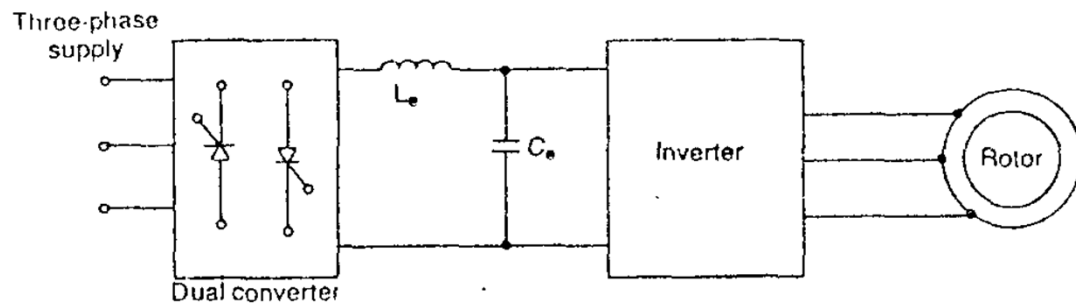 Three-phase
supply
Le
Ce
Inverter
Rotor
Dual converter